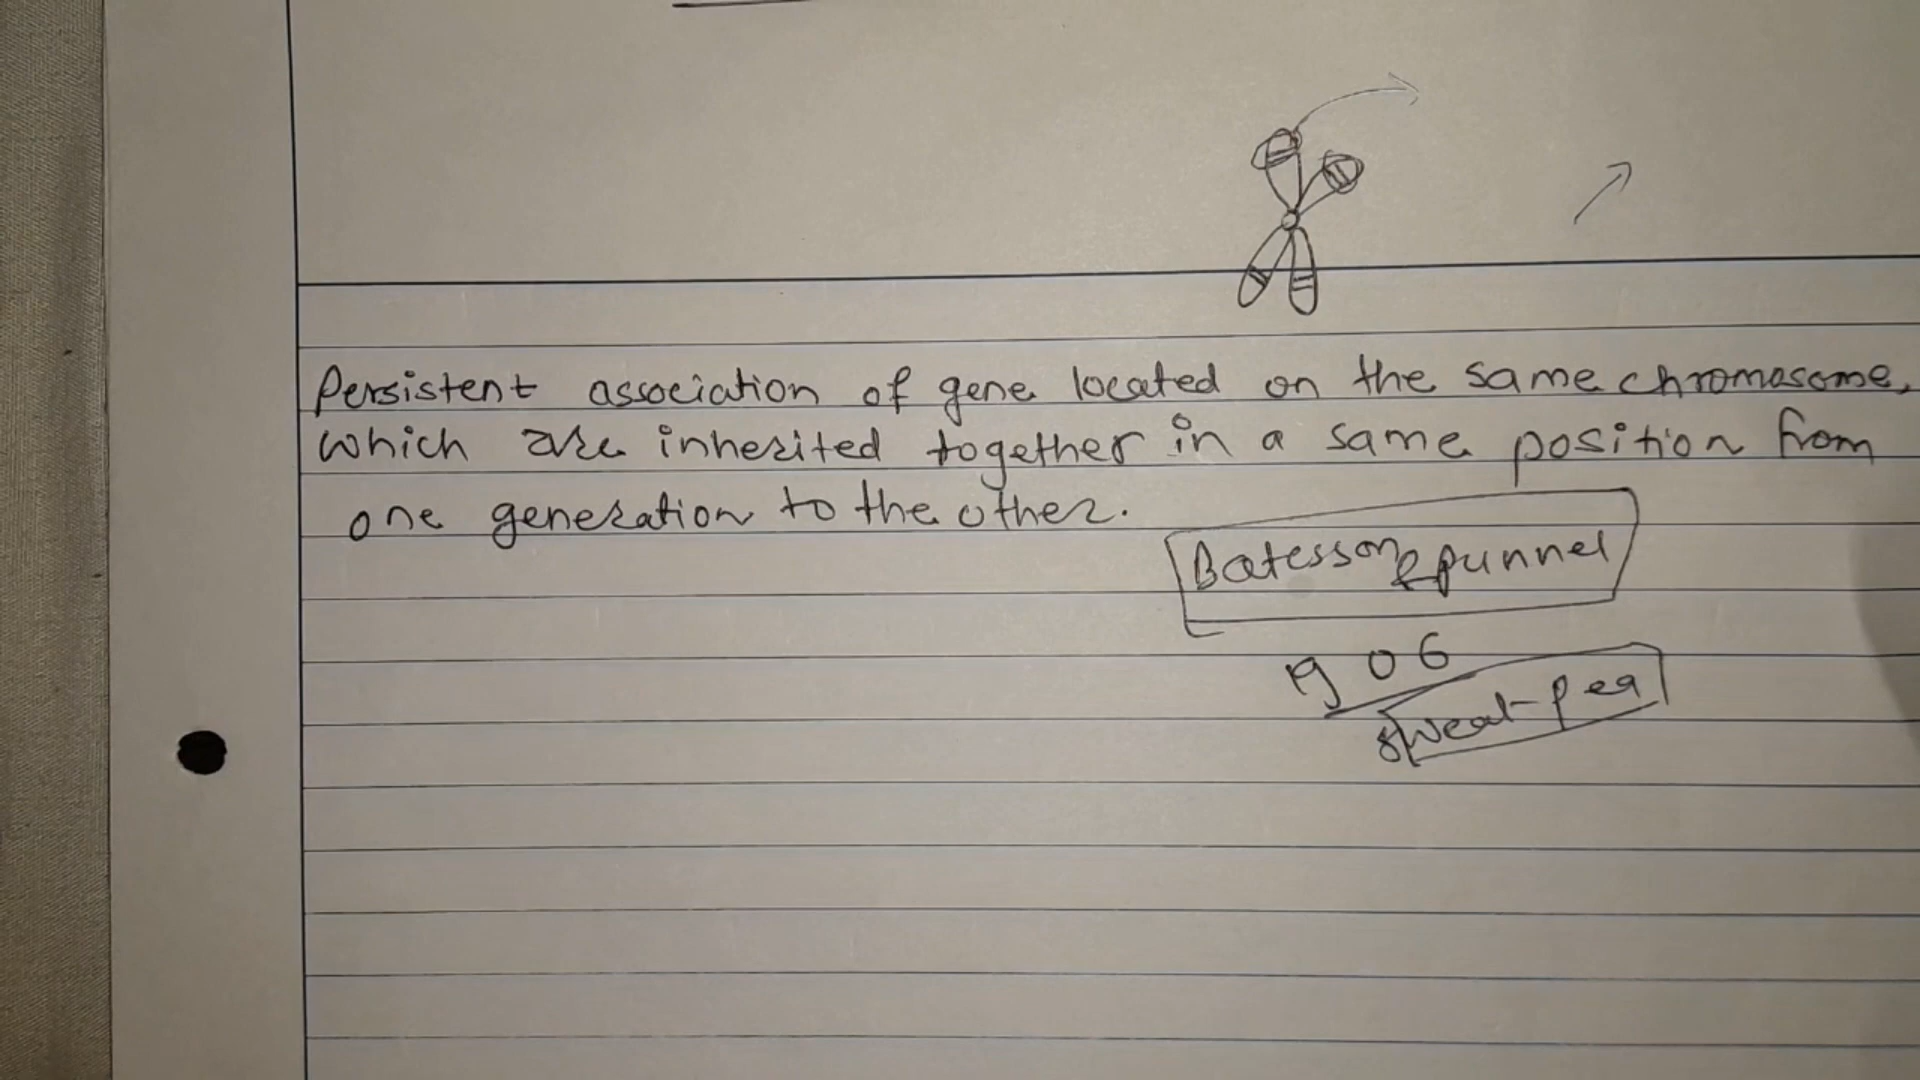 Persistent association of gene located on the same chromosome,
which are inherited together in a same position from
one generation to the other.
Batesson & punnel
1906
sweat-pea